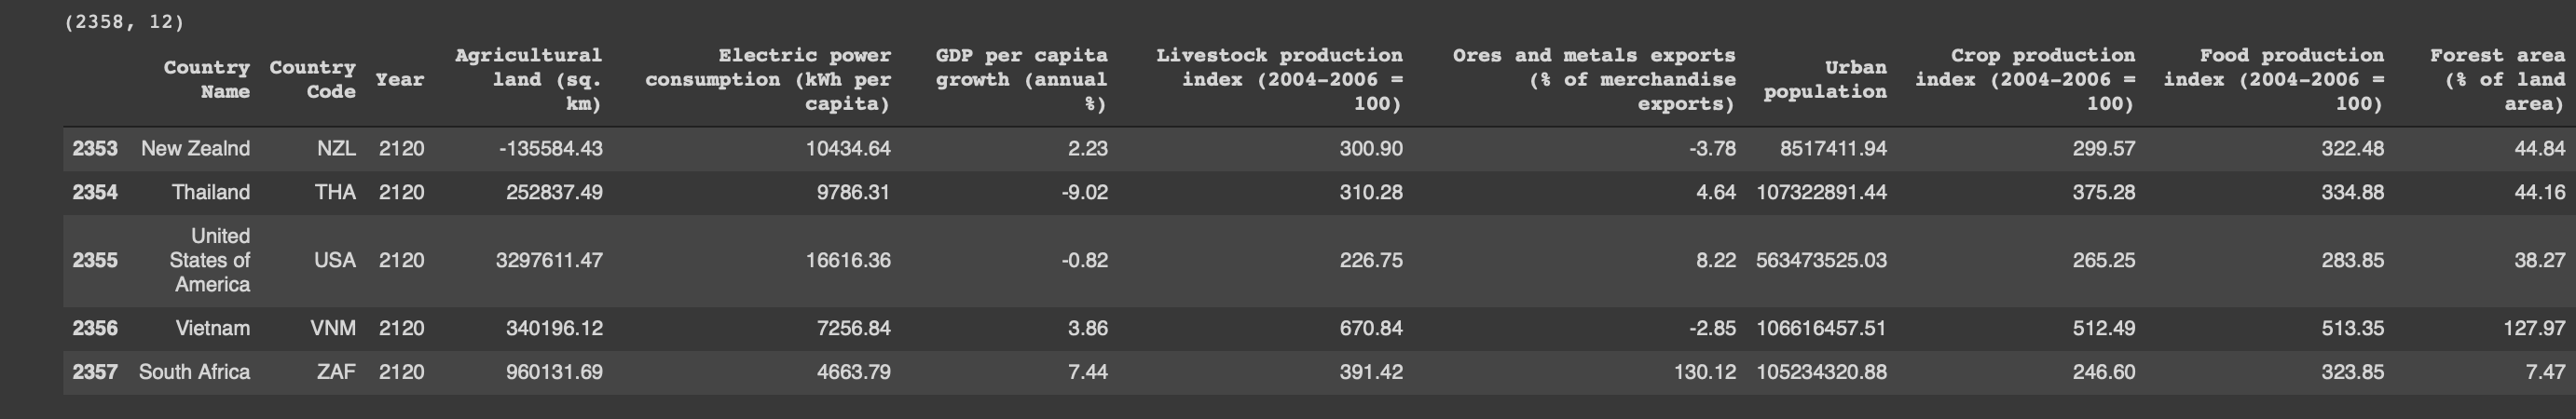 (2358, 12)
Country Name Country Code Year Agricultural land (sq. km) Electric power consumption (kWh per capita) GDP per capita growth (annual %) Livestock production index (2004-2006 = 100) Ores and metals exports (% of merchandise exports) Urban population Crop production index (2004-2006 = 100) Food production index (2004-2006 = 100) Forest area (% of land area)
2353 New Zealnd NZL 2120 -135584.43 10434.64 2.23 300.90 -3.78 8517411.94 299.57 322.48 44.84
2354 Thailand THA 2120 252837.49 9786.31 -9.02 310.28 4.64 107322891.44 375.28 334.88 44.16
2355 United States of America USA 2120 3297611.47 16616.36 -0.82 226.75 8.22 563473525.03 265.25 283.85 38.27
2356 Vietnam VNM 2120 340196.12 7256.84 3.86 670.84 -2.85 106616457.51 512.49 513.35 127.97
2357 South Africa ZAF 2120 960131.69 4663.79 7.44 391.42 130.12 105234320.88 246.60 323.85 7.47